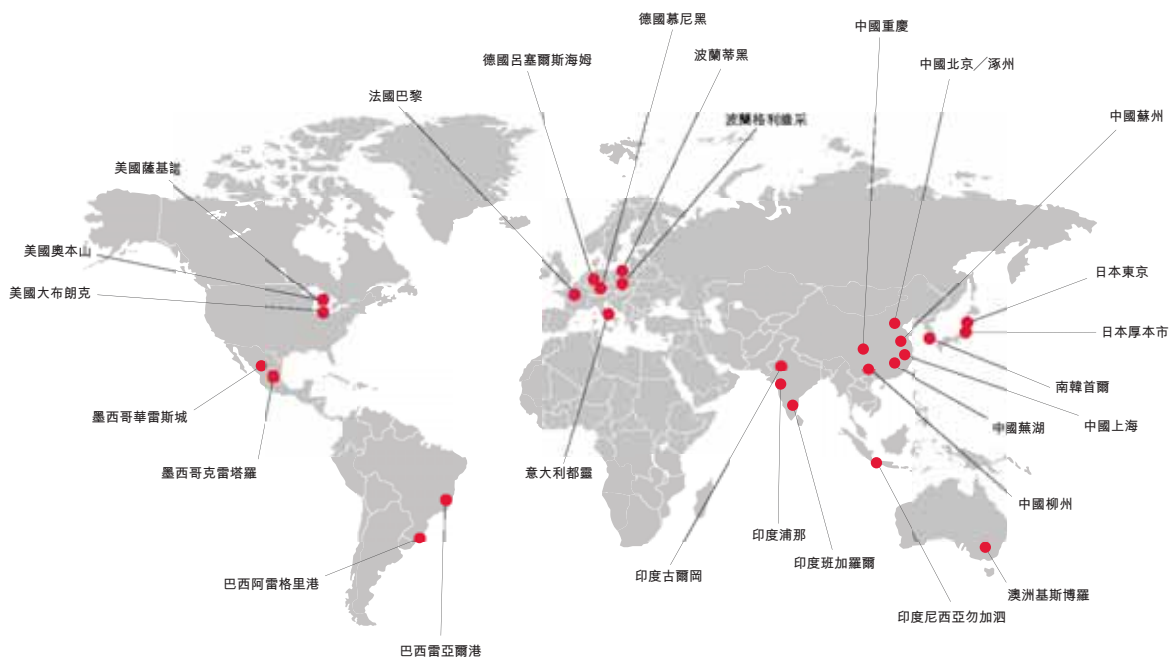 德國慕尼黑
中國重慶
德國呂塞爾斯海姆
波蘭蒂黑
中國北京／涿州
法國巴黎
波蘭格利維采
中國蘇州
美國薩基諾
美國奧本山
日本東京
美國大布朗克
日本厚本市
南韓首爾
墨西哥華雷斯城
中國蕪湖
中國上海
墨西哥克雷塔羅
意大利都靈
中國柳州
印度浦那
印度班加羅爾
印度古爾岡
巴西阿雷格里港
澳洲基斯博羅
印度尼西亞勿加泗
巴西雷亞爾港